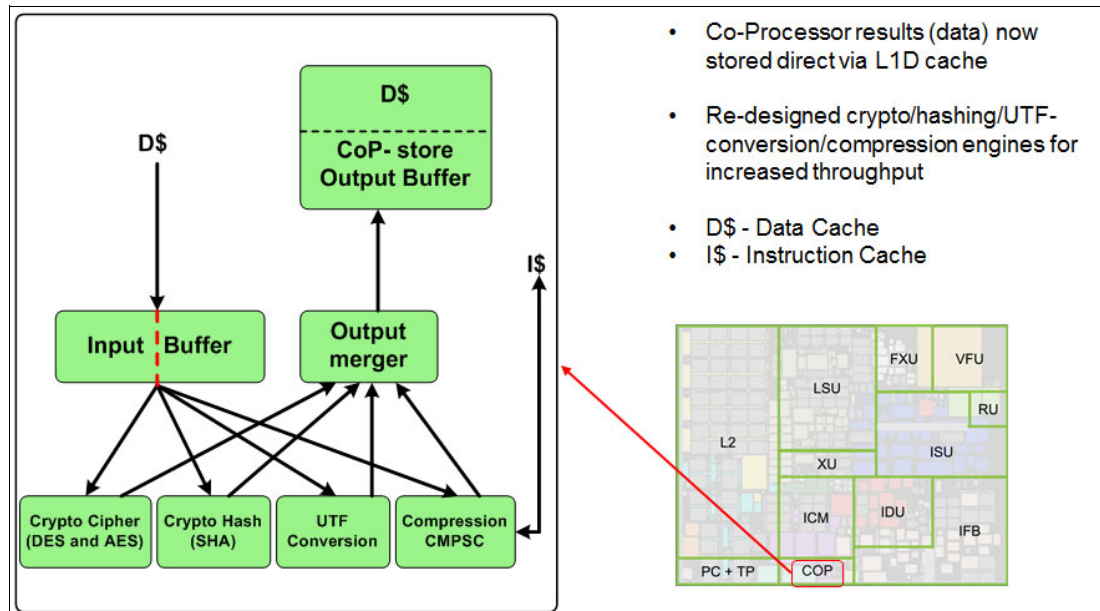 D$
D$
CoP- store
Output Buffer
I$
Input Buffer
Output
merger
Crypto Cipher
(DES and AES)
Crypto Hash
(SHA)
UTF
Conversion
Compression
CMPSC
• Co-Processor results (data) now
stored direct via L1D cache
• Re-designed crypto/hashing/UTF-
conversion/compression engines for
increased throughput
• D$ - Data Cache
• I$ - Instruction Cache
FXU
VFU
LSU
RU
L2
ISU
XU
ICM
IDU
IFB
PC + TP
COP